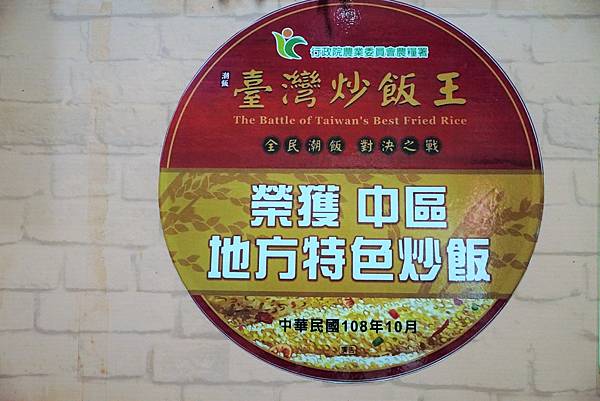 行政院農業委員會農糧署
潮飯
臺灣炒飯王
The Battle of Taiwan's Best Fried Rice
全民潮飯 對決之戰
榮獲 中區
地方特色炒飯
中華民國108年10月
廣告